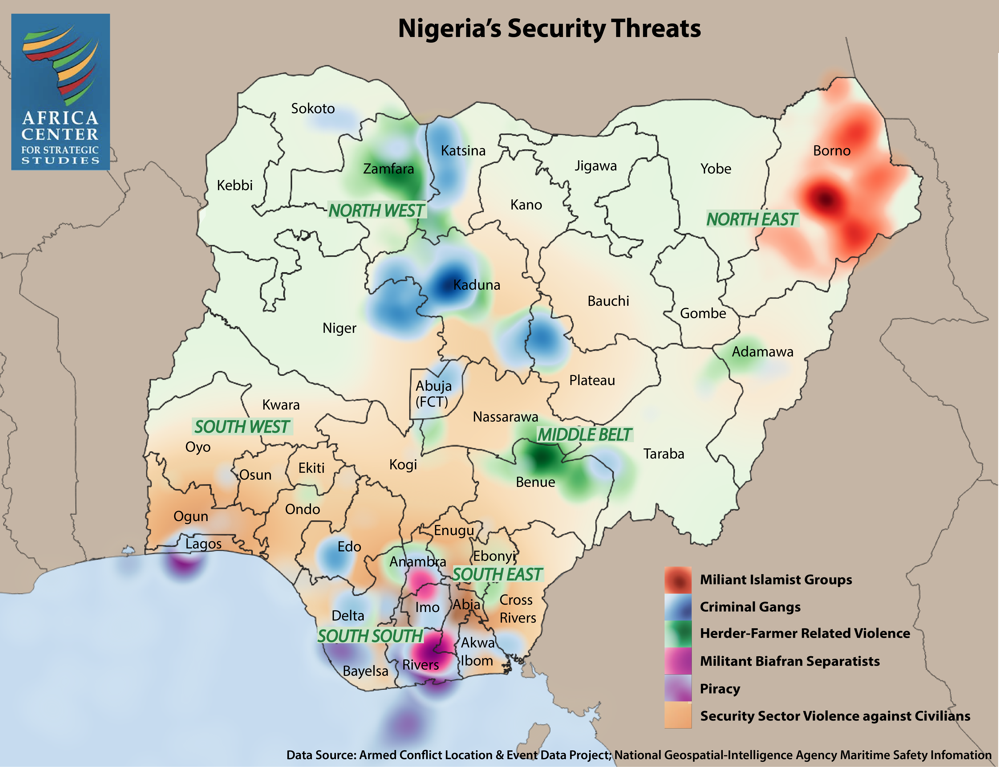 Nigeria's Security Threats
AFRICA
CENTER
FOR STRATEGIC
STUDIES
Sokoto
Katsina
Borno
Zamfara
Jigawa
Yobe
Kebbi
Kano
NORTH WEST
NORTH EAST
Kaduna
Bauchi
Gombe
Niger
Adamawa
Plateau
Abuja
(FCT)
Kwara
Nassarawa
SOUTH WEST
MIDDLE BELT
Oyo
Taraba
Kogi
Ekiti
Osun
Benue
Ondo
Ogun
Enugu
Lagos
Edo
Ebonyi
Anambra
SOUTH EAST
Cross
Rivers
Imo
Abia
Delta
SOUTH SOUTH
Akwa
Ibom
Rivers
Bayelsa
Miliant Islamist Groups
Criminal Gangs
Herder-Farmer Related Violence
Militant Biafran Separatists
Piracy
Security Sector Violence against Civilians
Data Source: Armed Conflict Location & Event Data Project; National Geospatial-Intelligence Agency Maritime Safety Infomation